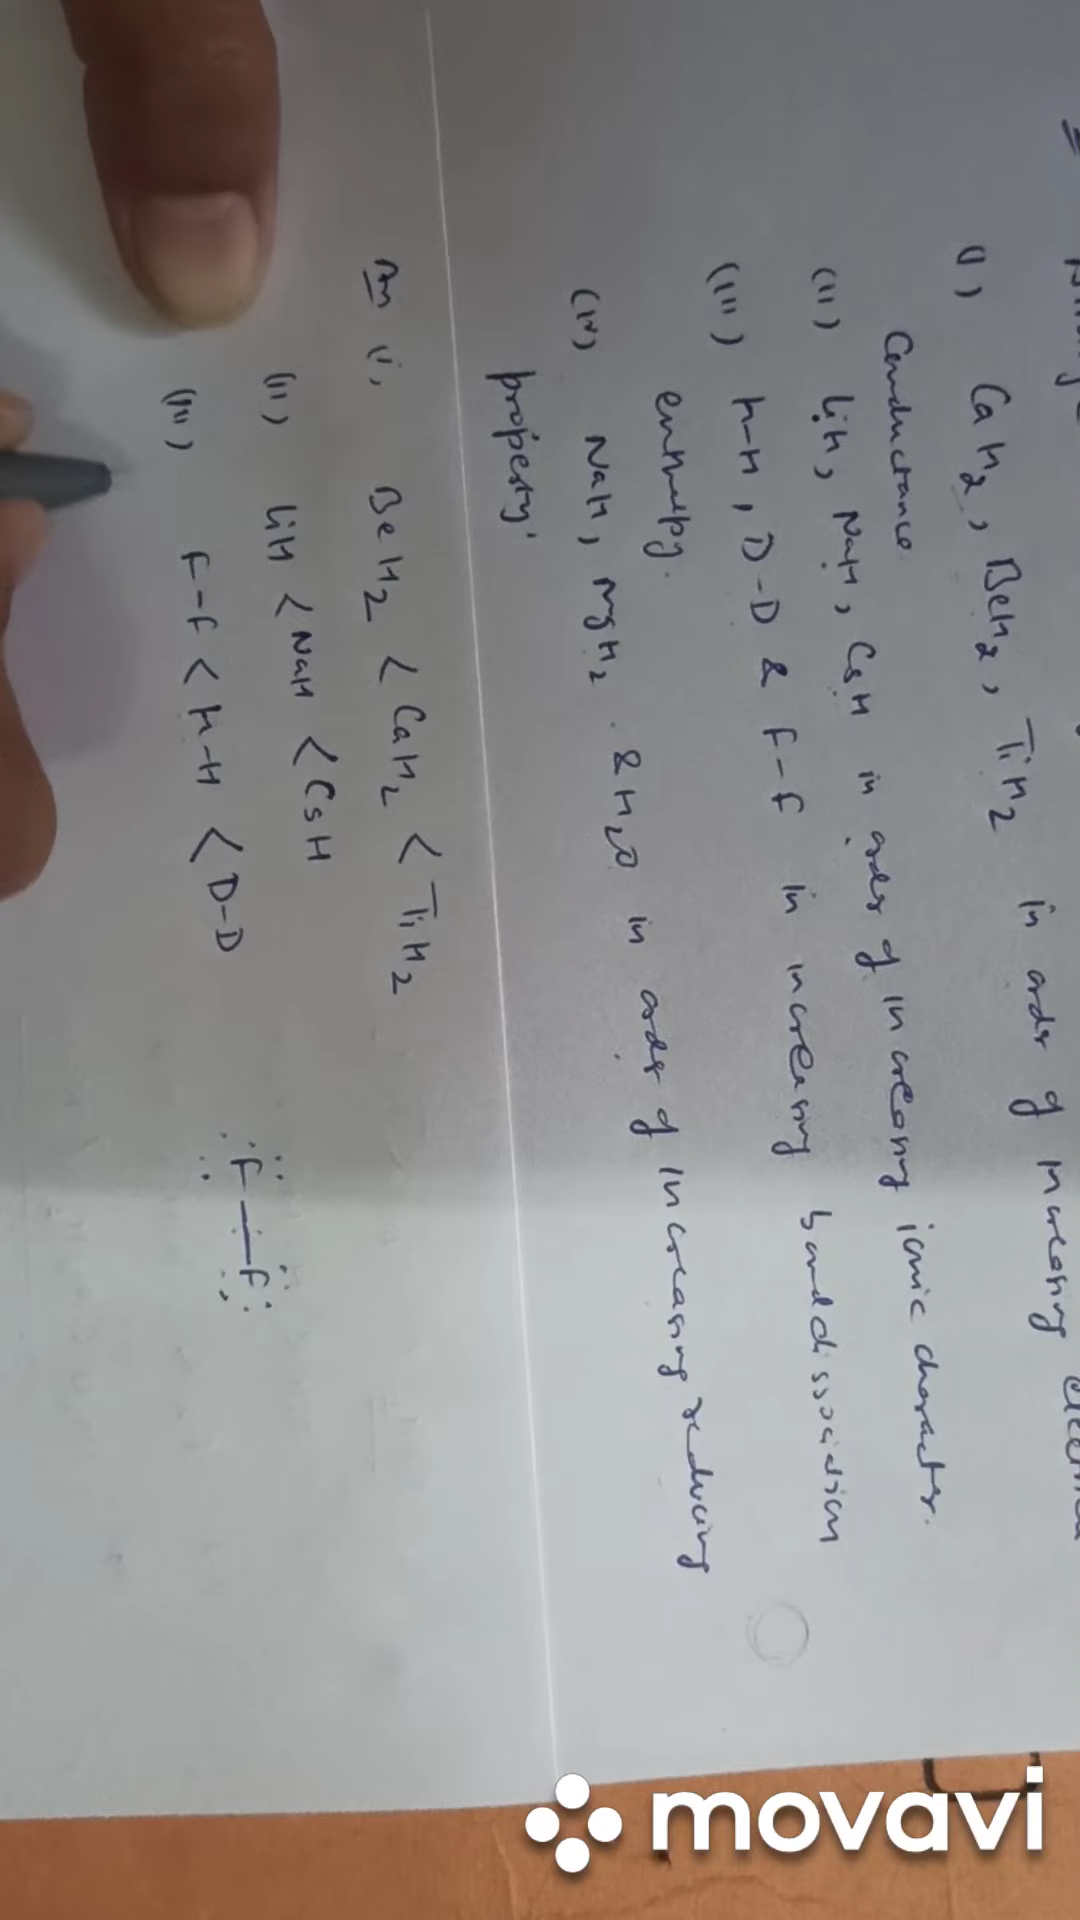 (i) CaH2, BeH2, TiH2 in order of increasing
Conductance
(ii) LiH, NaH, CsH in order of increasing ionic character.
(iii) H-H, D-D & F-F in increasing bond dissociation
enthalpy.
(iv) NaH, MgH2 & H2O in order of increasing reducing
property.
Ans (i) BeH2 < CaH2 < TiH2
(ii) LiH < NaH < CsH
(iii) F-F < H-H < D-D
F-F
movavi